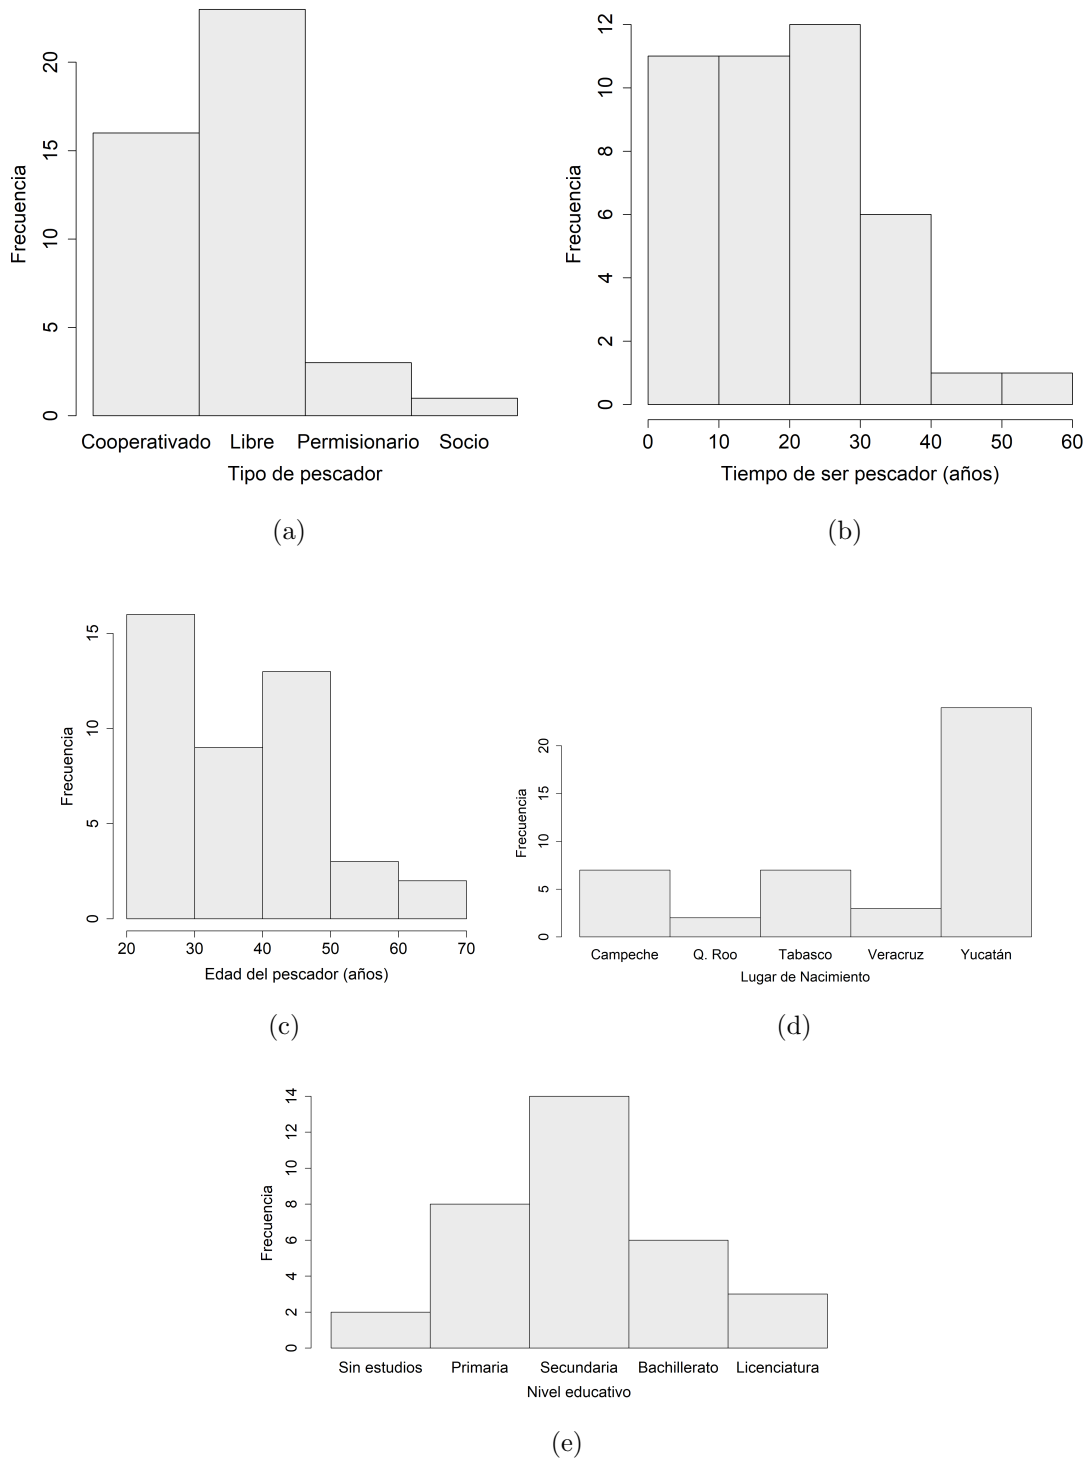 Frecuencia
20
15
10
5
0
Cooperativado Libre Permisionario Socio
Tipo de pescador
(a)
Frecuencia
12
10
8
6
4
2
0
0 10 20 30 40 50 60
Tiempo de ser pescador (años)
(b)
Frecuencia
15
10
5
0
20 30 40 50 60 70
Edad del pescador (años)
(c)
Frecuencia
20
15
10
5
0
Campeche Q. Roo Tabasco Veracruz Yucatán
Lugar de Nacimiento
(d)
Frecuencia
14
12
10
8
6
4
2
0
Sin estudios Primaria Secundaria Bachillerato Licenciatura
Nivel educativo
(e)